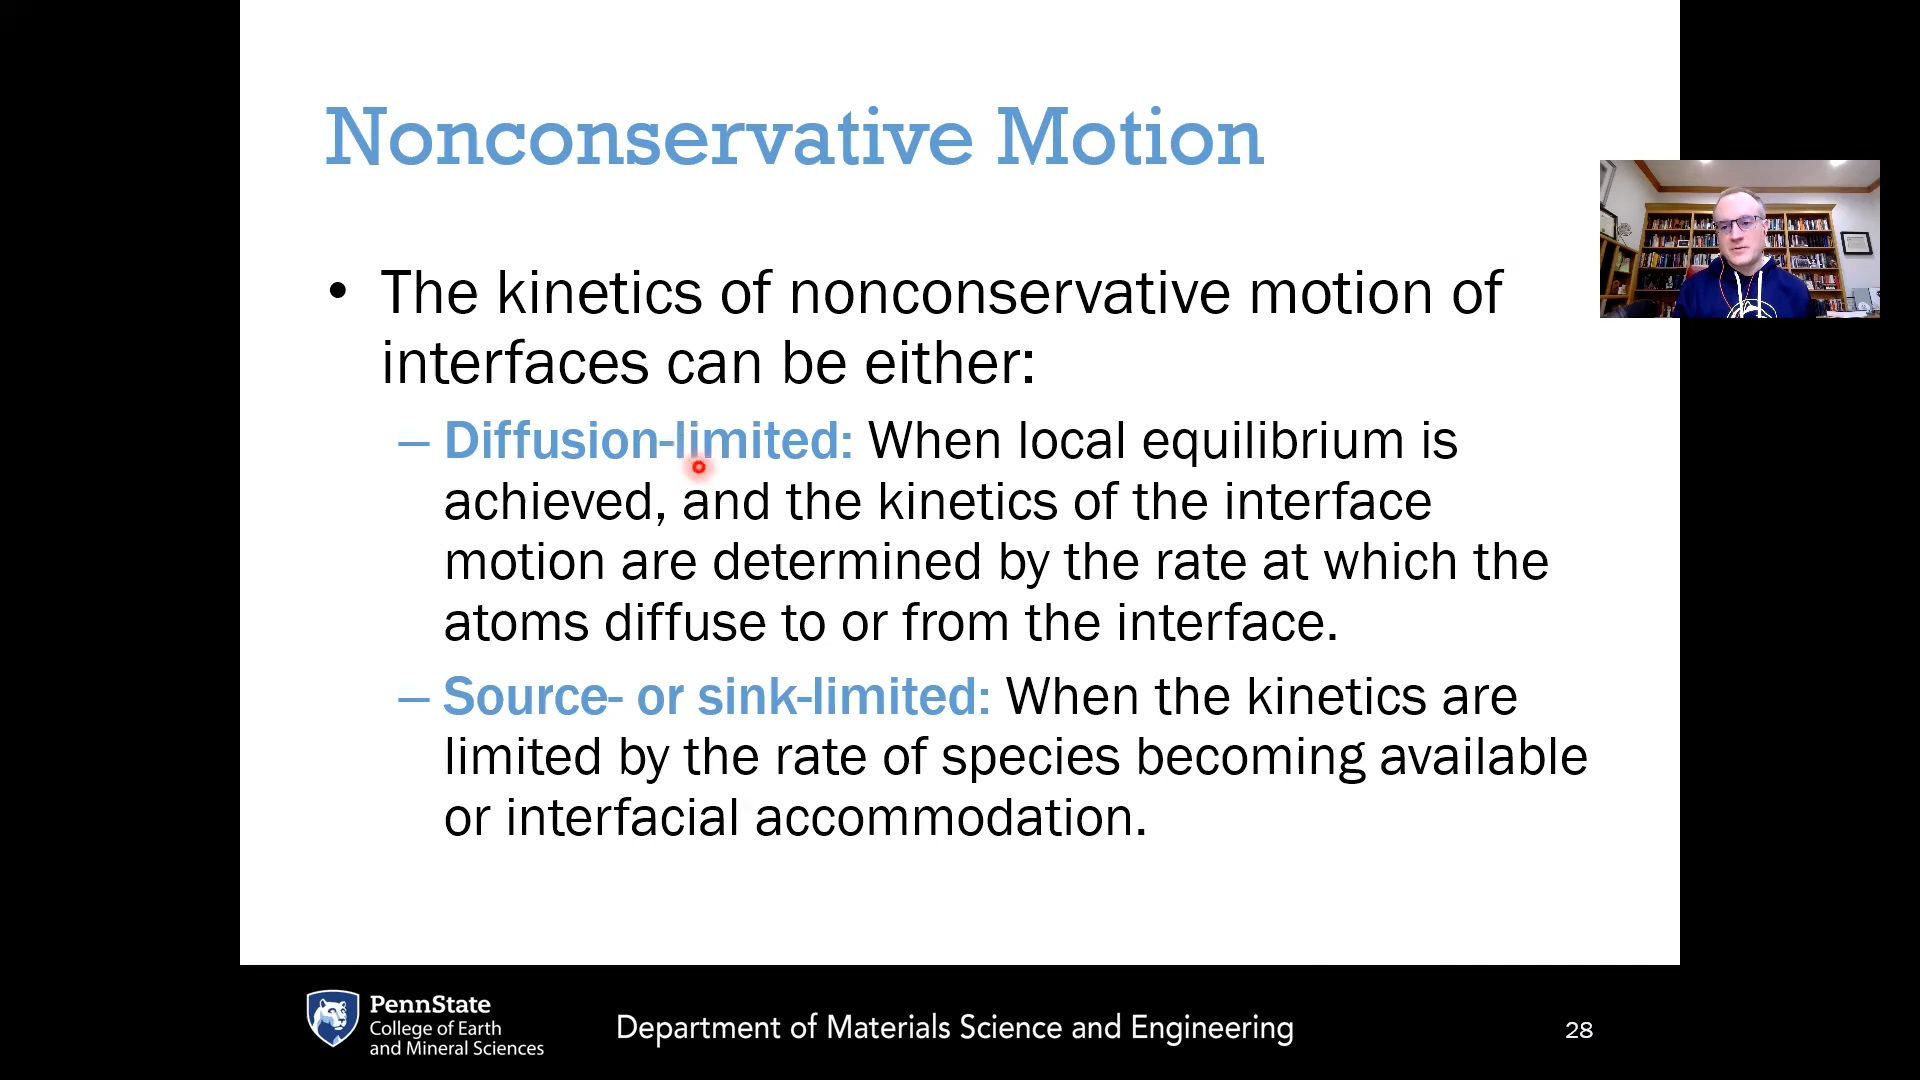 Nonconservative Motion
• The kinetics of nonconservative motion of
interfaces can be either:
– Diffusion-limited: When local equilibrium is
achieved, and the kinetics of the interface
motion are determined by the rate at which the
atoms diffuse to or from the interface.
– Source- or sink-limited: When the kinetics are
limited by the rate of species becoming available
or interfacial accommodation.
PennState
College of Earth
and Mineral Sciences
Department of Materials Science and Engineering
28